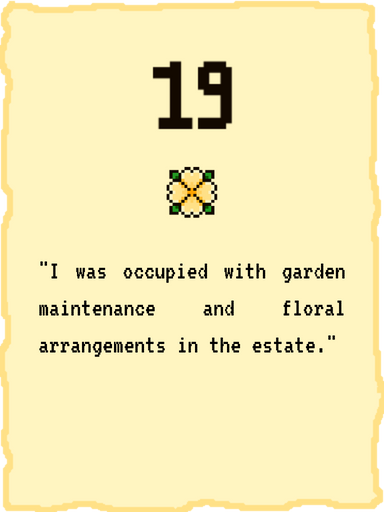 19
"I was occupied with garden
maintenance and floral
arrangements in the estate."